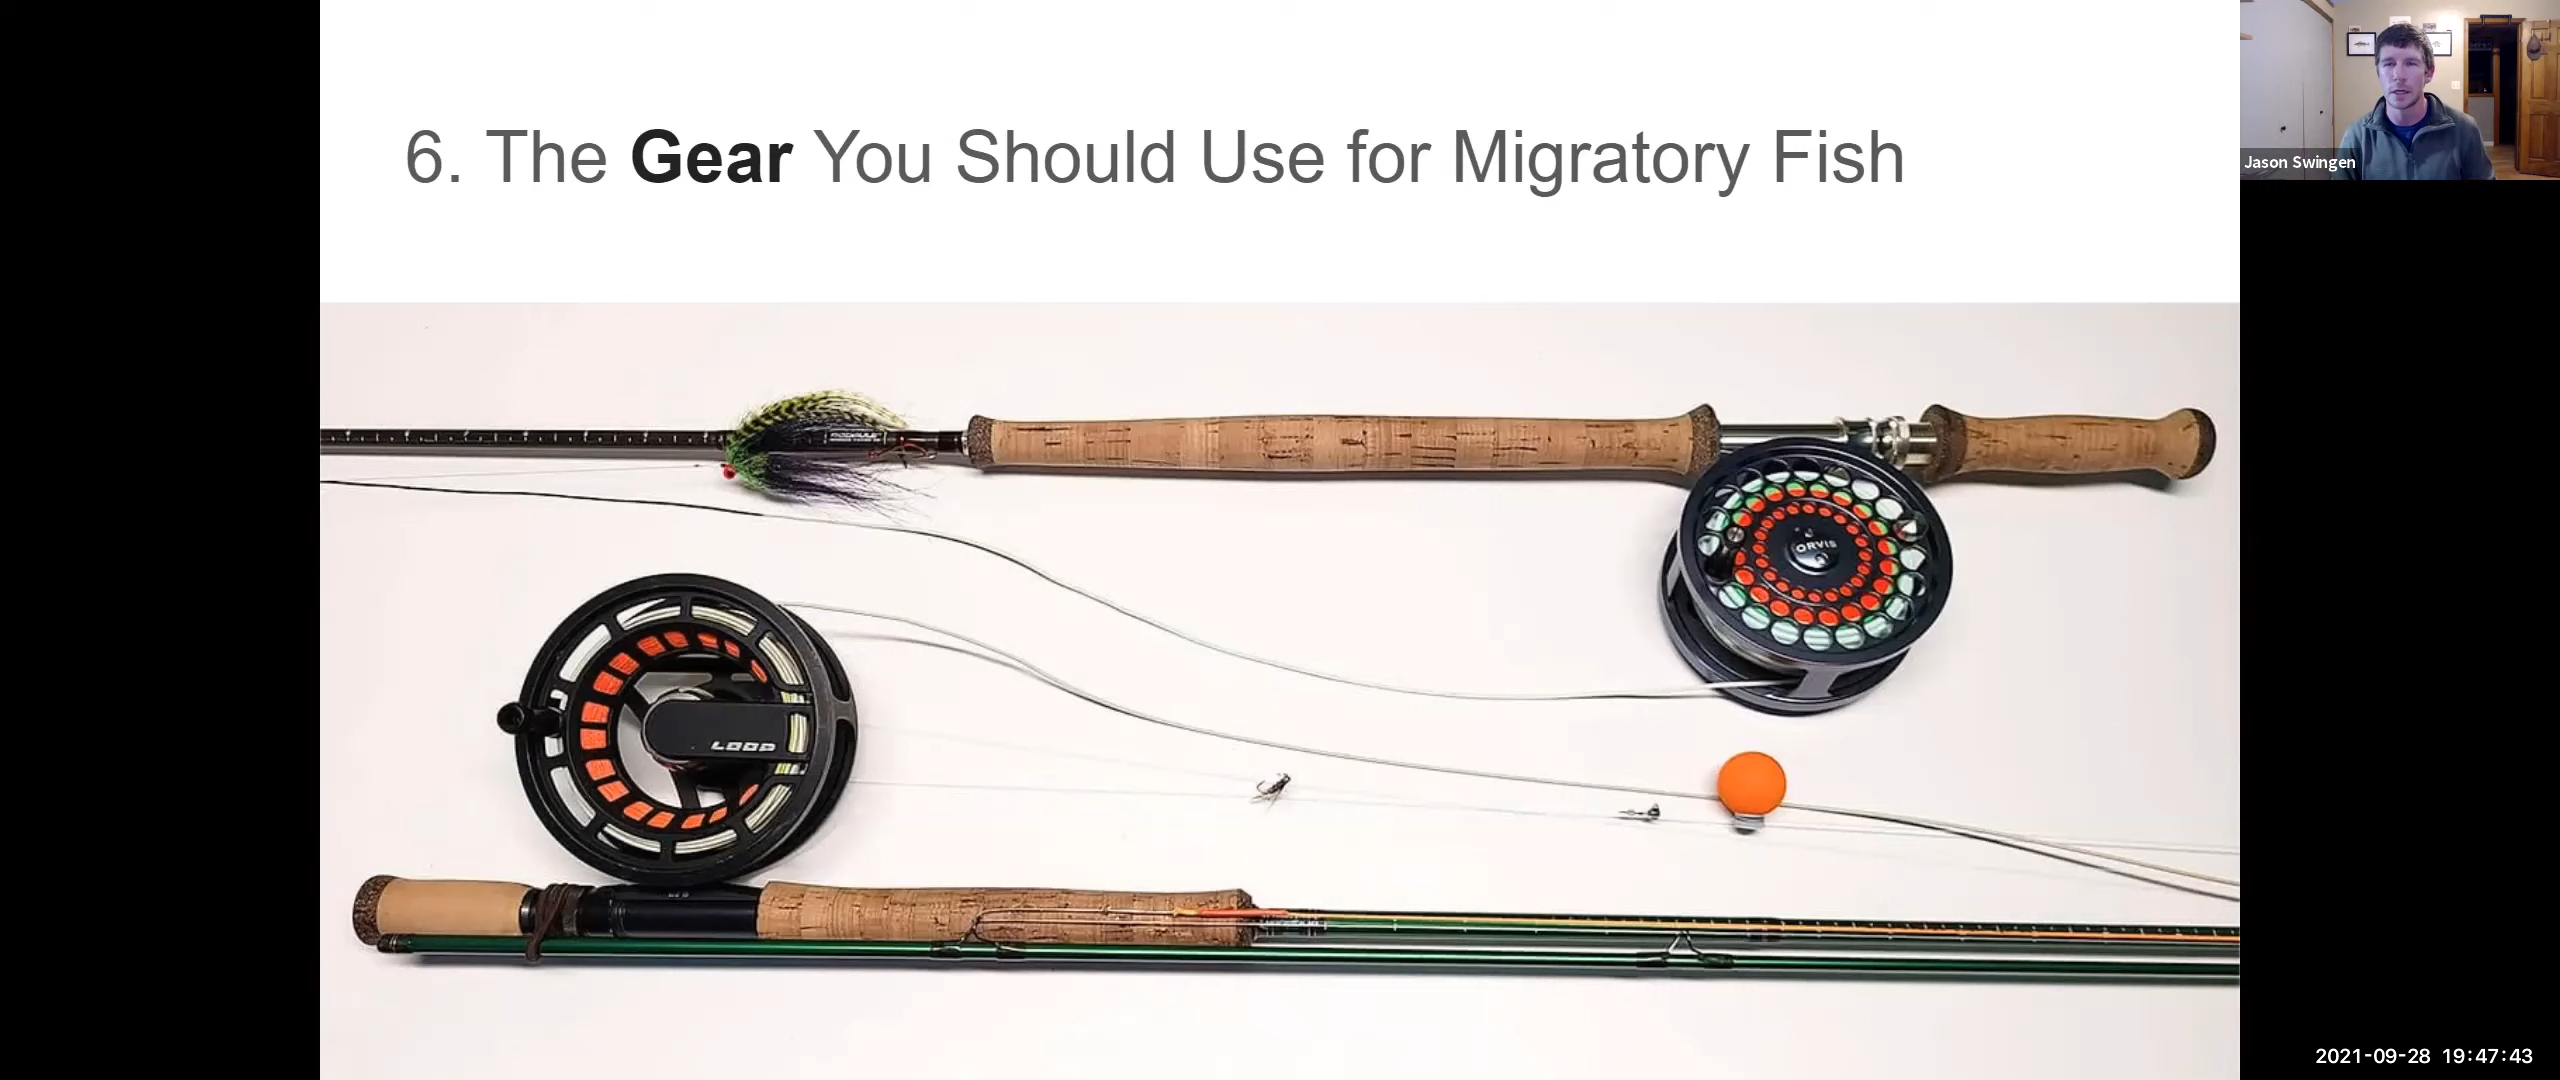 6. The Gear You Should Use for Migratory Fish
Jason Swingen
ORVIS
LOOP
2021-09-28 19:47:43